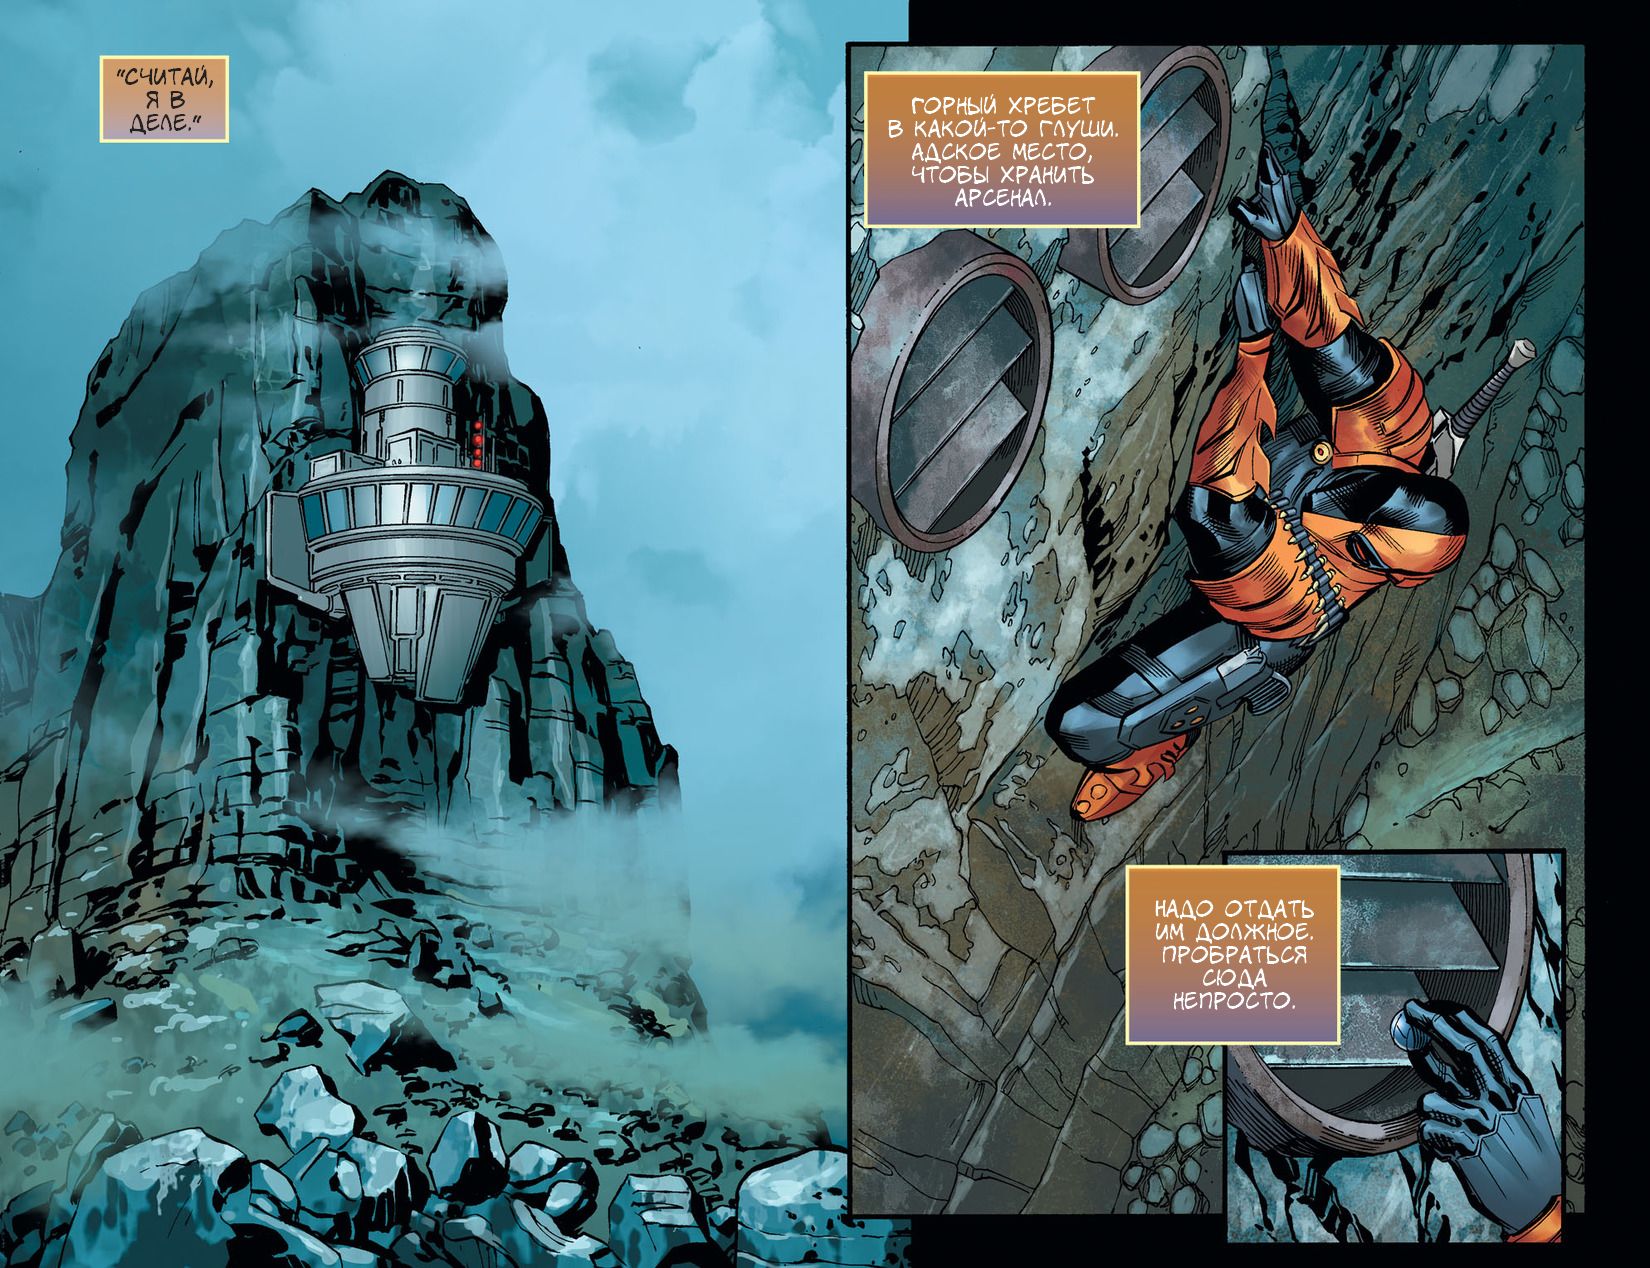 "СЧИТАЙ,
Я В
ДЕЛЕ."
ГОРНЫЙ ХРЕБЕТ
В КАКОЙ-ТО ГЛУШИ.
АДСКОЕ МЕСТО,
ЧТОБЫ ХРАНИТЬ
АРСЕНАЛ.
НАДО ОТДАТЬ
ИМ ДОЛЖНОЕ.
ПРОБРАТЬСЯ
СЮДА
НЕПРОСТО.